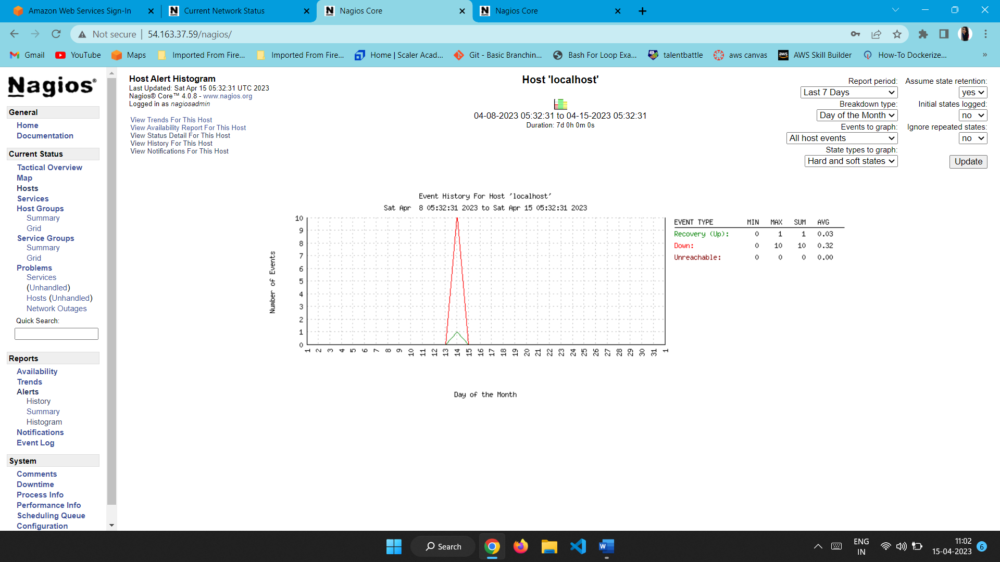 Amazon Web Services Sign-In
Current Network Status
Nagios Core
Nagios Core
Not secure | 54.163.37.59/nagios/
Gmail
YouTube
Maps
Imported From Fire...
Imported From Fire...
Home | Scaler Acad...
Git - Basic Branchin...
Bash For Loop Exa...
talentbattle
aws canvas
AWS Skill Builder
How-To Dockerize...
»
Nagios®
General
Home
Documentation
Current Status
Tactical Overview
Map
Hosts
Services
Host Groups
Summary
Grid
Service Groups
Summary
Grid
Problems
Services
(Unhandled)
Hosts (Unhandled)
Network Outages
Quick Search:
Reports
Availability
Trends
Alerts
History
Summary
Histogram
Notifications
Event Log
System
Comments
Downtime
Process Info
Performance Info
Scheduling Queue
Configuration
Host Alert Histogram
Last Updated: Sat Apr 15 05:32:31 UTC 2023
Nagios® Core™ 4.0.8 - www.nagios.org
Logged in as nagiosadmin
View Trends For This Host
View Availability Report For This Host
View Status Detail For This Host
View History For This Host
View Notifications For This Host
Host 'localhost'
04-08-2023 05:32:31 to 04-15-2023 05:32:31
Duration: 7d 0h 0m 0s
Report period:
Last 7 Days
Breakdown type:
Day of the Month
Events to graph:
All host events
State types to graph:
Hard and soft states
Assume state retention:
yes
Initial states logged:
no
Ignore repeated states:
no
Update
Event History For Host 'localhost'
Sat Apr 8 05:32:31 2023 to Sat Apr 15 05:32:31 2023
Number of Events
10
9
8
7
6
5
4
3
2
1
0
1 2 3 4 5 6 7 8 9 10 11 12 13 14 15 16 17 18 19 20 21 22 23 24 25 26 27 28 29 30 31 1
Day of the Month
EVENT TYPE MIN MAX SUM AVG
Recovery (Up): 0 1 1 0.03
Down: 0 10 10 0.32
Unreachable: 0 0 0 0.00
Search
ENG
IN
11:02
15-04-2023
6